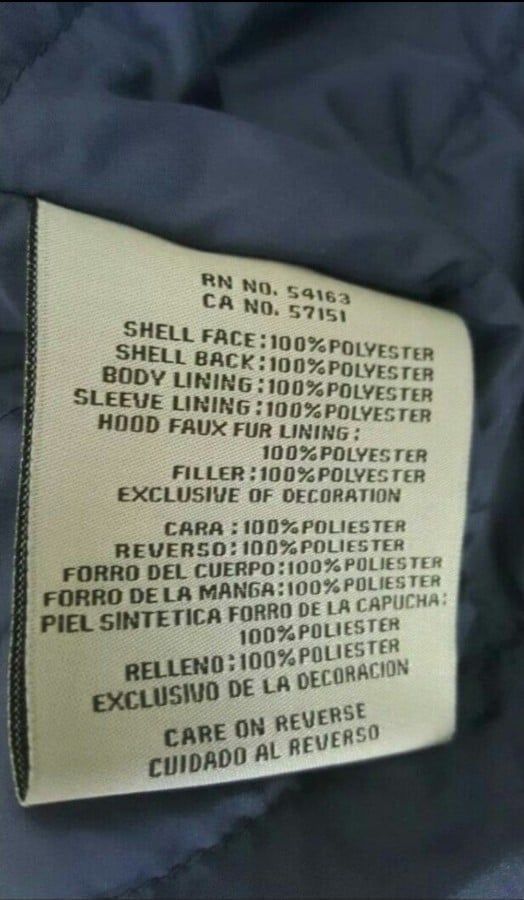 RN NO. 54163
CA NO. 57151
SHELL FACE:100%POLYESTER
SHELL BACK:100%POLYESTER
BODY LINING:100%POLYESTER
SLEEVE LINING:100%POLYESTER
HOOD FAUX FUR LINING:
100%POLYESTER
FILLER:100%POLYESTER
EXCLUSIVE OF DECORATION
CARA:100%POLIESTER
REVERSO:100%POLIESTER
FORRO DEL CUERPO:100%POLIESTER
FORRO DE LA MANGA:100%POLIESTER
PIEL SINTETICA FORRO DE LA CAPUCHA:
100%POLIESTER
RELLENO:100%POLIESTER
EXCLUSIVO DE LA DECORACION
CARE ON REVERSE
CUIDADO AL REVERSO